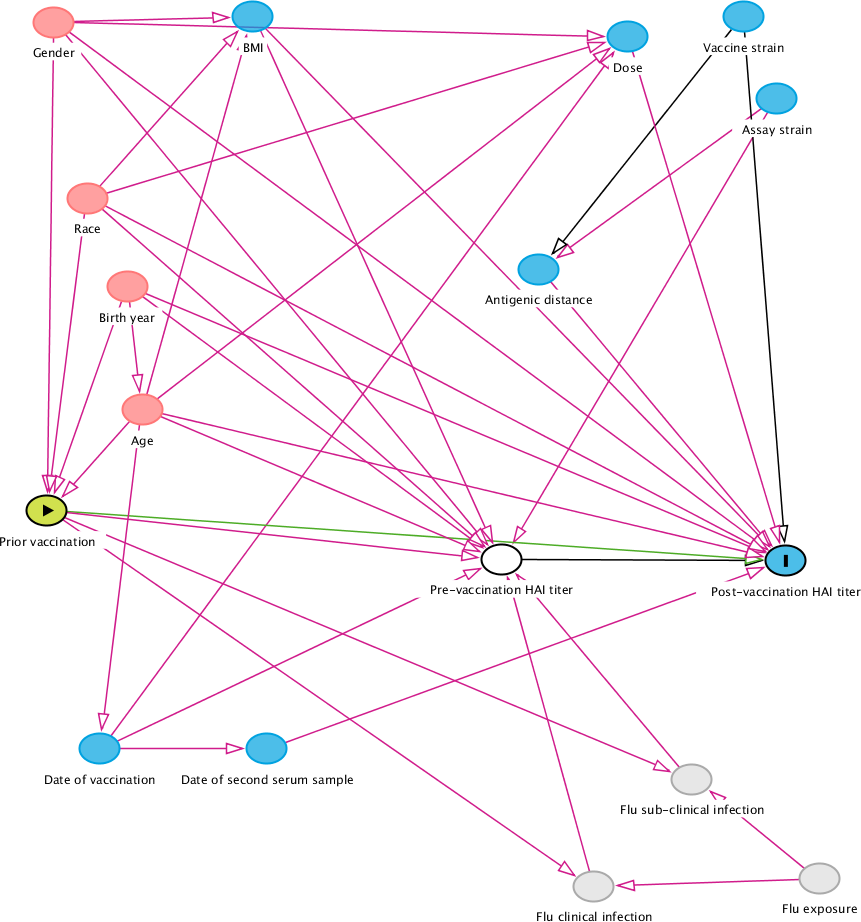 Gender
BMI
Vaccine strain
Dose
Assay strain
Race
Antigenic distance
Birth year
Age
Prior vaccination
Pre-vaccination HAI titer
Post-vaccination HAI titer
Date of vaccination
Date of second serum sample
Flu sub-clinical infection
Flu clinical infection
Flu exposure